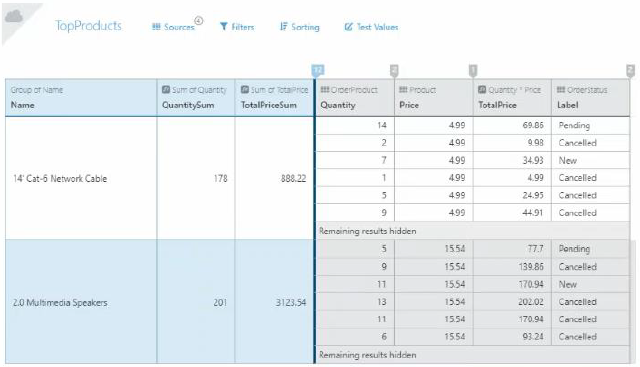 TopProducts Sources 4 Filters Sorting Test Values
2 1 2
Group of Name Sum of Quantity Sum of TotalPrice OrderProduct Product Quantity * Price OrderStatus
Name QuantitySum TotalPriceSum Quantity Price TotalPrice Label
14 4.99 69.86 Pending
2 4.99 9.98 Cancelled
7 4.99 34.93 New
14' Cat-6 Network Cable 178 888.22 1 4.99 4.99 Cancelled
5 4.99 24.95 Cancelled
9 4.99 44.91 Cancelled
Remaining results hidden
5 15.54 77.7 Pending
9 15.54 139.86 Cancelled
11 15.54 170.94 New
2.0 Multimedia Speakers 201 3123.54 13 15.54 202.02 Cancelled
11 15.54 170.94 Cancelled
6 15.54 93.24 Cancelled
Remaining results hidden